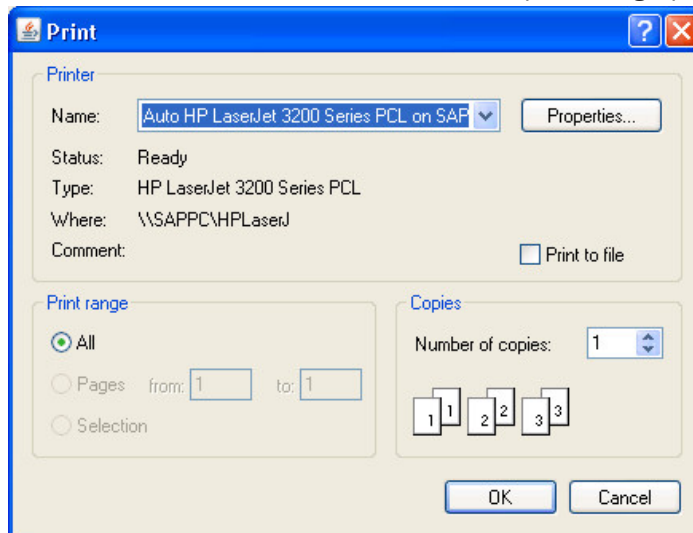 Print
Printer
Name: Auto HP LaserJet 3200 Series PCL on SAP Properties...
Status: Ready
Type: HP LaserJet 3200 Series PCL
Where: \\SAPPC\HPLaserJ
Comment: Print to file
Print range
All
Pages from: 1 to: 1
Selection
Copies
Number of copies: 1
1 1 2 2 3 3
OK Cancel